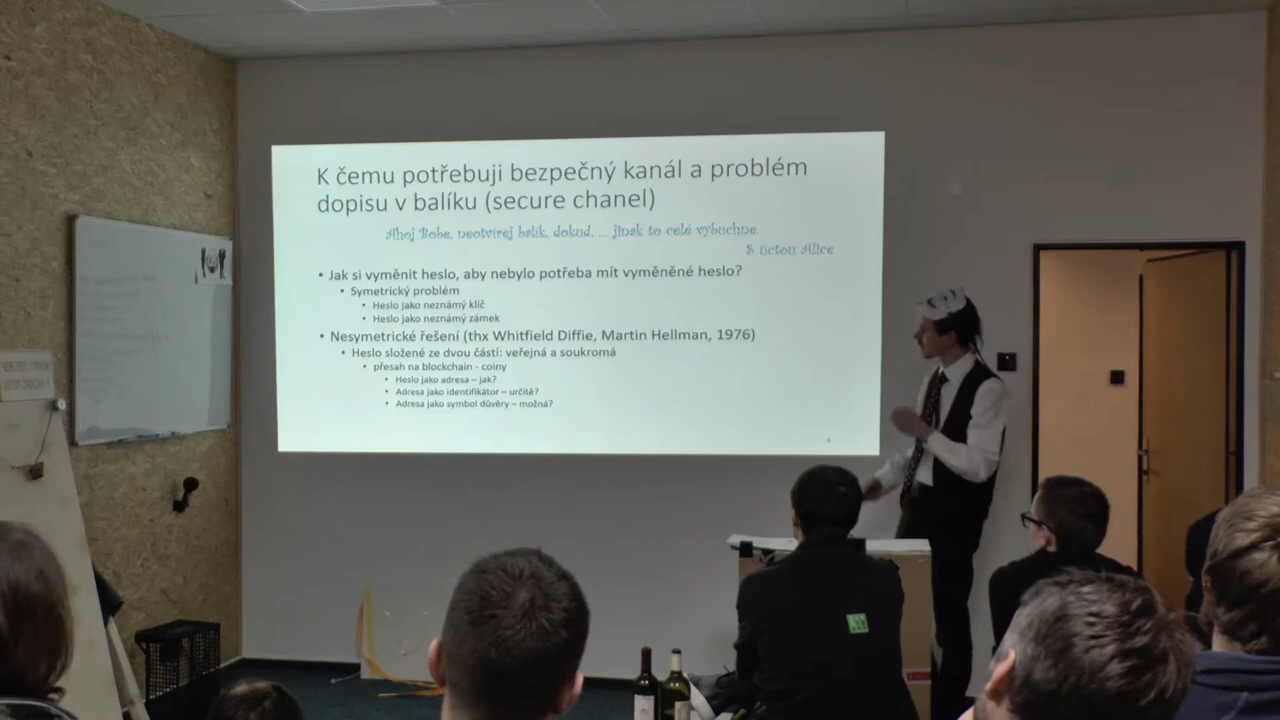 K čemu potřebuji bezpečný kanál a problém
dopisu v balíku (secure chanel)
Ahoj Bobe, neotvírej balík, dokud, ... jinak to celé vybuchne.
S úctou Alice
• Jak si vyměnit heslo, aby nebylo potřeba mít vyměněné heslo?
• Symetrický problém
• Heslo jako neznámý klíč
• Heslo jako neznámý zámek
• Nesymetrické řešení (thx Whitfield Diffie, Martin Hellman, 1976)
• Heslo složené ze dvou částí: veřejná a soukromá
• přesah na blockchain - coiny
• Heslo jako adresa – jak?
• Adresa jako identifikátor – určitě?
• Adresa jako symbol důvěry – možná?